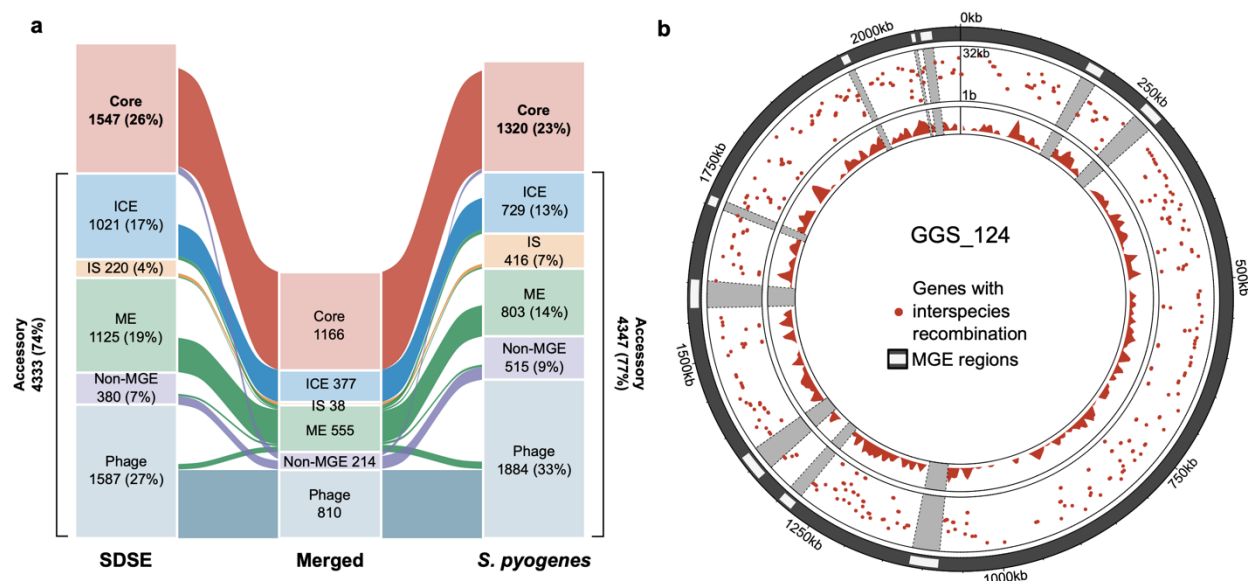 a
Core
1547 (26%)
ICE
1021 (17%)
IS 220 (4%)
ME
1125 (19%)
Non-MGE
380 (7%)
Phage
1587 (27%)
Accessory
4333 (74%)
SDSE
Core
1166
ICE 377
IS 38
ME 555
Non-MGE 214
Phage
810
Merged
Core
1320 (23%)
ICE
729 (13%)
IS
416 (7%)
ME
803 (14%)
Non-MGE
515 (9%)
Phage
1884 (33%)
Accessory
4347 (77%)
S. pyogenes
b
0kb
250kb
500kb
750kb
1000kb
1250kb
1500kb
1750kb
2000kb
32kb
1b
GGS_124
Genes with
interspecies
recombination
MGE regions